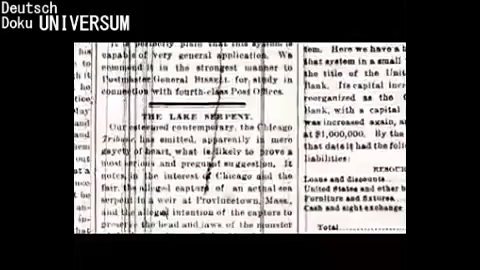 Deutsch
Doku UNIVERSUM
It is perfectly plain that this system is
capable of very general application. We
commend it in the strongest manner to
Postmaster General BISSELL for study in
connection with fourth-class Post Offices.
THE LAKE SERPENT.
Our esteemed contemporary, the Chicago
Tribune, has emitted, apparently in mere
gayety of heart, what is likely to prove a
most serious and pregnant suggestion. It
notes, in the interest of Chicago and the
fair, the alleged capture of an actual sea
serpent in a weir at Provincetown, Mass.,
and the alleged intention of the captors to
preserve the head and jaws of the monster
tem. Here we have a b
that system in a small
the title of the Unit
Bank. Its capital incr
reorganized as the
Bank, with a capital
was increased again, a
at $1,000,000. By the
that date it had the follo
liabilities:
RESOURC
Loans and discounts
United States and other b
Furniture and fixtures
Cash and sight exchange
Total